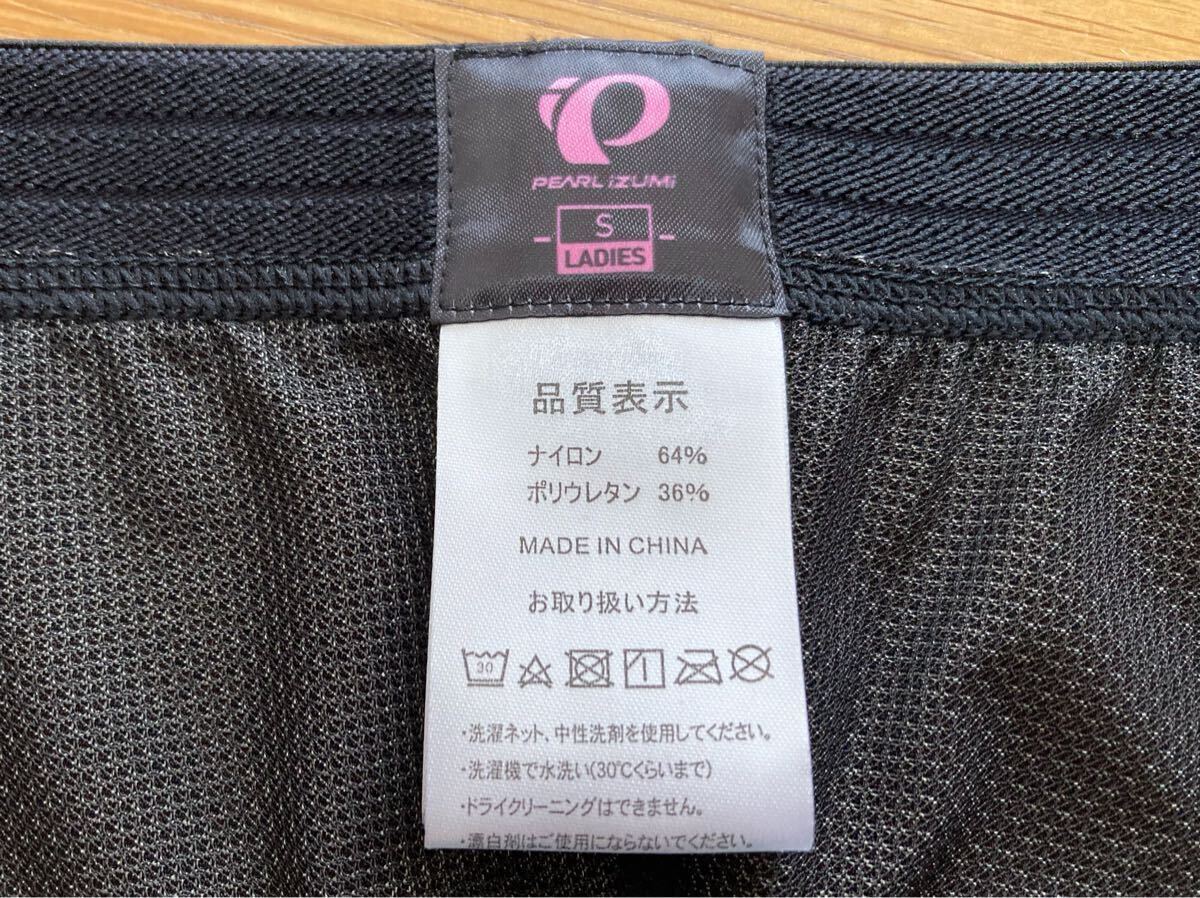 PEARL iZUMi
S
LADIES
品質表示
ナイロン 64%
ポリウレタン 36%
MADE IN CHINA
お取り扱い方法
30
・洗濯ネット、中性洗剤を使用してください。
・洗濯機で水洗い(30℃くらいまで)
・ドライクリーニングはできません。
・漂白剤はご使用にならないでください。